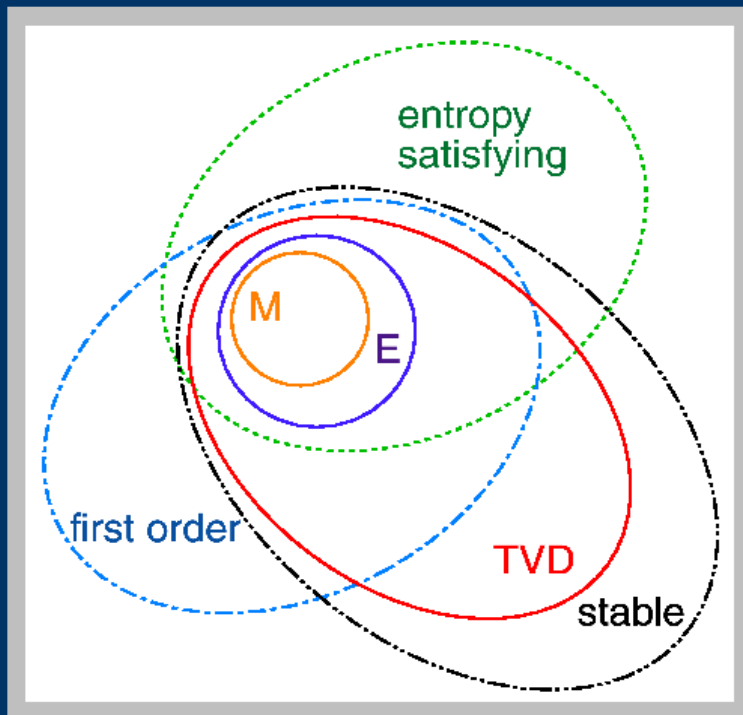 entropy
satisfying
M
E
first order
TVD
stable